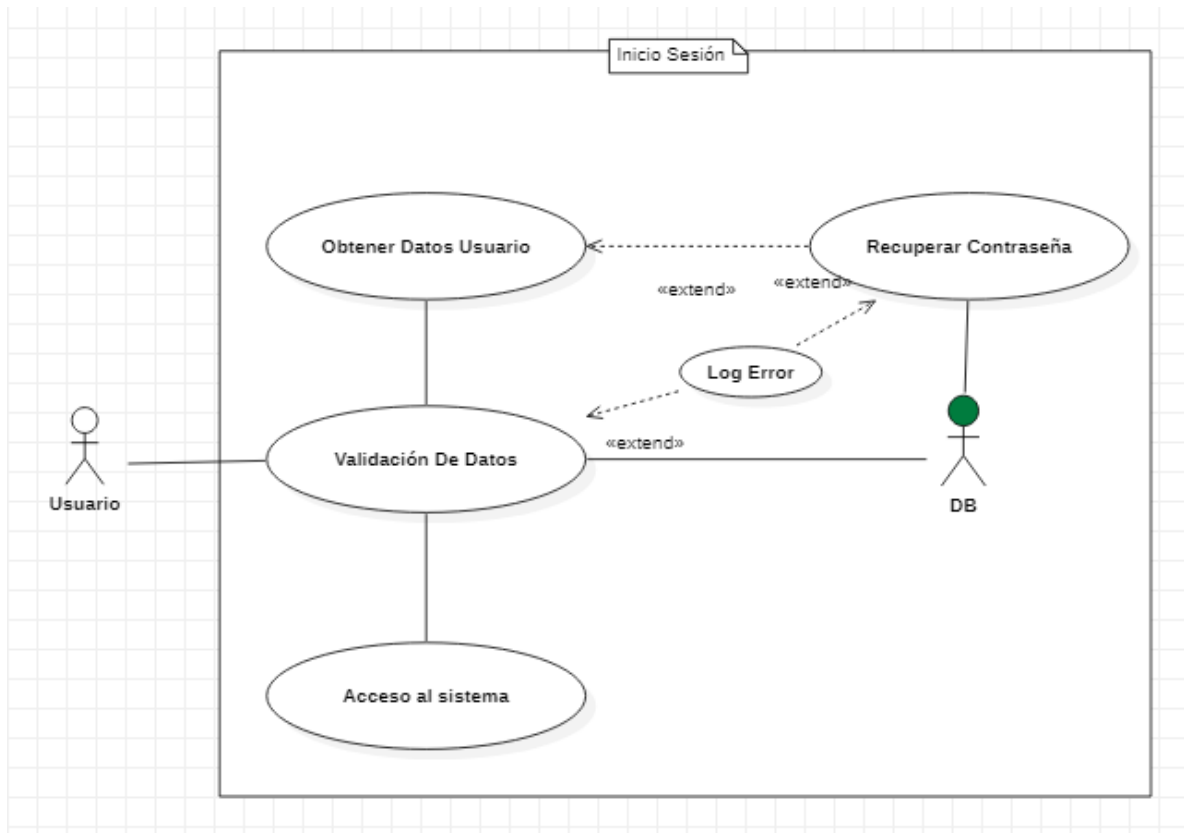 Inicio Sesión
Obtener Datos Usuario
Recuperar Contraseña
«extend»
«extend»
Log Error
«extend»
Validación De Datos
Usuario
DB
Acceso al sistema